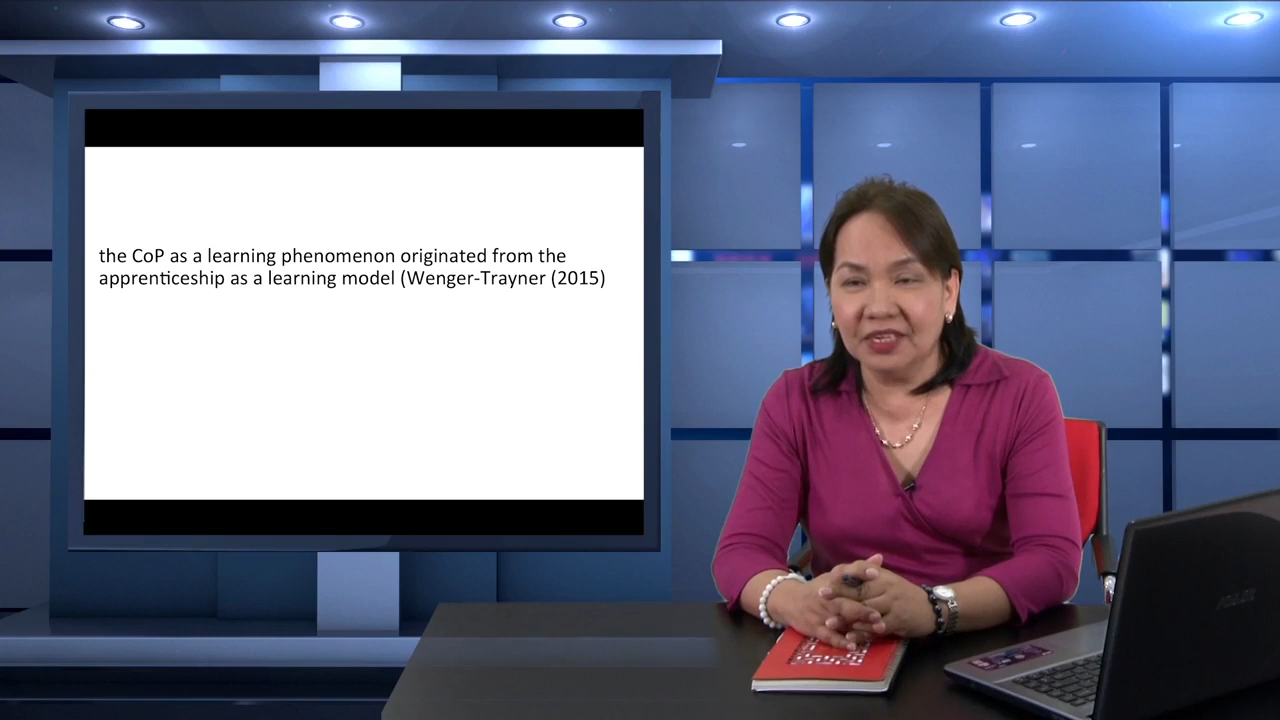 the CoP as a learning phenomenon originated from the
apprenticeship as a learning model (Wenger-Trayner (2015)